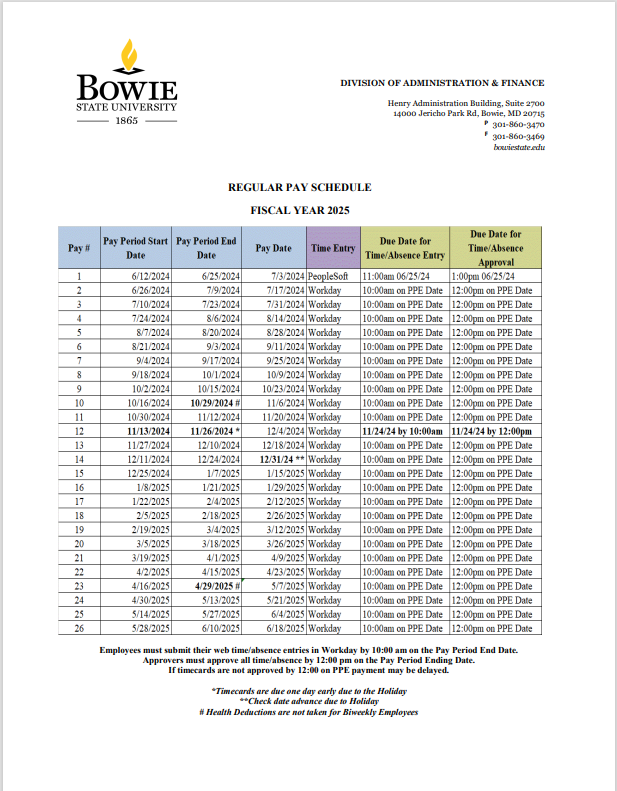 BOWIE
STATE UNIVERSITY
1865
DIVISION OF ADMINISTRATION & FINANCE
Henry Administration Building, Suite 2700
14000 Jericho Park Rd, Bowie, MD 20715
P 301-860-3470
F 301-860-3469
bowiestate.edu
REGULAR PAY SCHEDULE
FISCAL YEAR 2025
Pay # Pay Period Start Date Pay Period End Date Pay Date Time Entry Due Date for Time/Absence Entry Due Date for Time/Absence Approval
1 6/12/2024 6/25/2024 7/3/2024 PeopleSoft 11:00am 06/25/24 1:00pm 06/25/24
2 6/26/2024 7/9/2024 7/17/2024 Workday 10:00am on PPE Date 12:00pm on PPE Date
3 7/10/2024 7/23/2024 7/31/2024 Workday 10:00am on PPE Date 12:00pm on PPE Date
4 7/24/2024 8/6/2024 8/14/2024 Workday 10:00am on PPE Date 12:00pm on PPE Date
5 8/7/2024 8/20/2024 8/28/2024 Workday 10:00am on PPE Date 12:00pm on PPE Date
6 8/21/2024 9/3/2024 9/11/2024 Workday 10:00am on PPE Date 12:00pm on PPE Date
7 9/4/2024 9/17/2024 9/25/2024 Workday 10:00am on PPE Date 12:00pm on PPE Date
8 9/18/2024 10/1/2024 10/9/2024 Workday 10:00am on PPE Date 12:00pm on PPE Date
9 10/2/2024 10/15/2024 10/23/2024 Workday 10:00am on PPE Date 12:00pm on PPE Date
10 10/16/2024 10/29/2024 # 11/6/2024 Workday 10:00am on PPE Date 12:00pm on PPE Date
11 10/30/2024 11/12/2024 11/20/2024 Workday 10:00am on PPE Date 12:00pm on PPE Date
12 11/13/2024 11/26/2024 * 12/4/2024 Workday 11/24/24 by 10:00am 11/24/24 by 12:00pm
13 11/27/2024 12/10/2024 12/18/2024 Workday 10:00am on PPE Date 12:00pm on PPE Date
14 12/11/2024 12/24/2024 12/31/24 ** Workday 10:00am on PPE Date 12:00pm on PPE Date
15 12/25/2024 1/7/2025 1/15/2025 Workday 10:00am on PPE Date 12:00pm on PPE Date
16 1/8/2025 1/21/2025 1/29/2025 Workday 10:00am on PPE Date 12:00pm on PPE Date
17 1/22/2025 2/4/2025 2/12/2025 Workday 10:00am on PPE Date 12:00pm on PPE Date
18 2/5/2025 2/18/2025 2/26/2025 Workday 10:00am on PPE Date 12:00pm on PPE Date
19 2/19/2025 3/4/2025 3/12/2025 Workday 10:00am on PPE Date 12:00pm on PPE Date
20 3/5/2025 3/18/2025 3/26/2025 Workday 10:00am on PPE Date 12:00pm on PPE Date
21 3/19/2025 4/1/2025 4/9/2025 Workday 10:00am on PPE Date 12:00pm on PPE Date
22 4/2/2025 4/15/2025 4/23/2025 Workday 10:00am on PPE Date 12:00pm on PPE Date
23 4/16/2025 4/29/2025 # 5/7/2025 Workday 10:00am on PPE Date 12:00pm on PPE Date
24 4/30/2025 5/13/2025 5/21/2025 Workday 10:00am on PPE Date 12:00pm on PPE Date
25 5/14/2025 5/27/2025 6/4/2025 Workday 10:00am on PPE Date 12:00pm on PPE Date
26 5/28/2025 6/10/2025 6/18/2025 Workday 10:00am on PPE Date 12:00pm on PPE Date
Employees must submit their web time/absence entries in Workday by 10:00 am on the Pay Period End Date.
Approvers must approve all time/absence by 12:00 pm on the Pay Period Ending Date.
If timecards are not approved by 12:00 on PPE payment may be delayed.
*Timecards are due one day early due to the Holiday
**Check date advance due to Holiday
# Health Deductions are not taken for Biweekly Employees